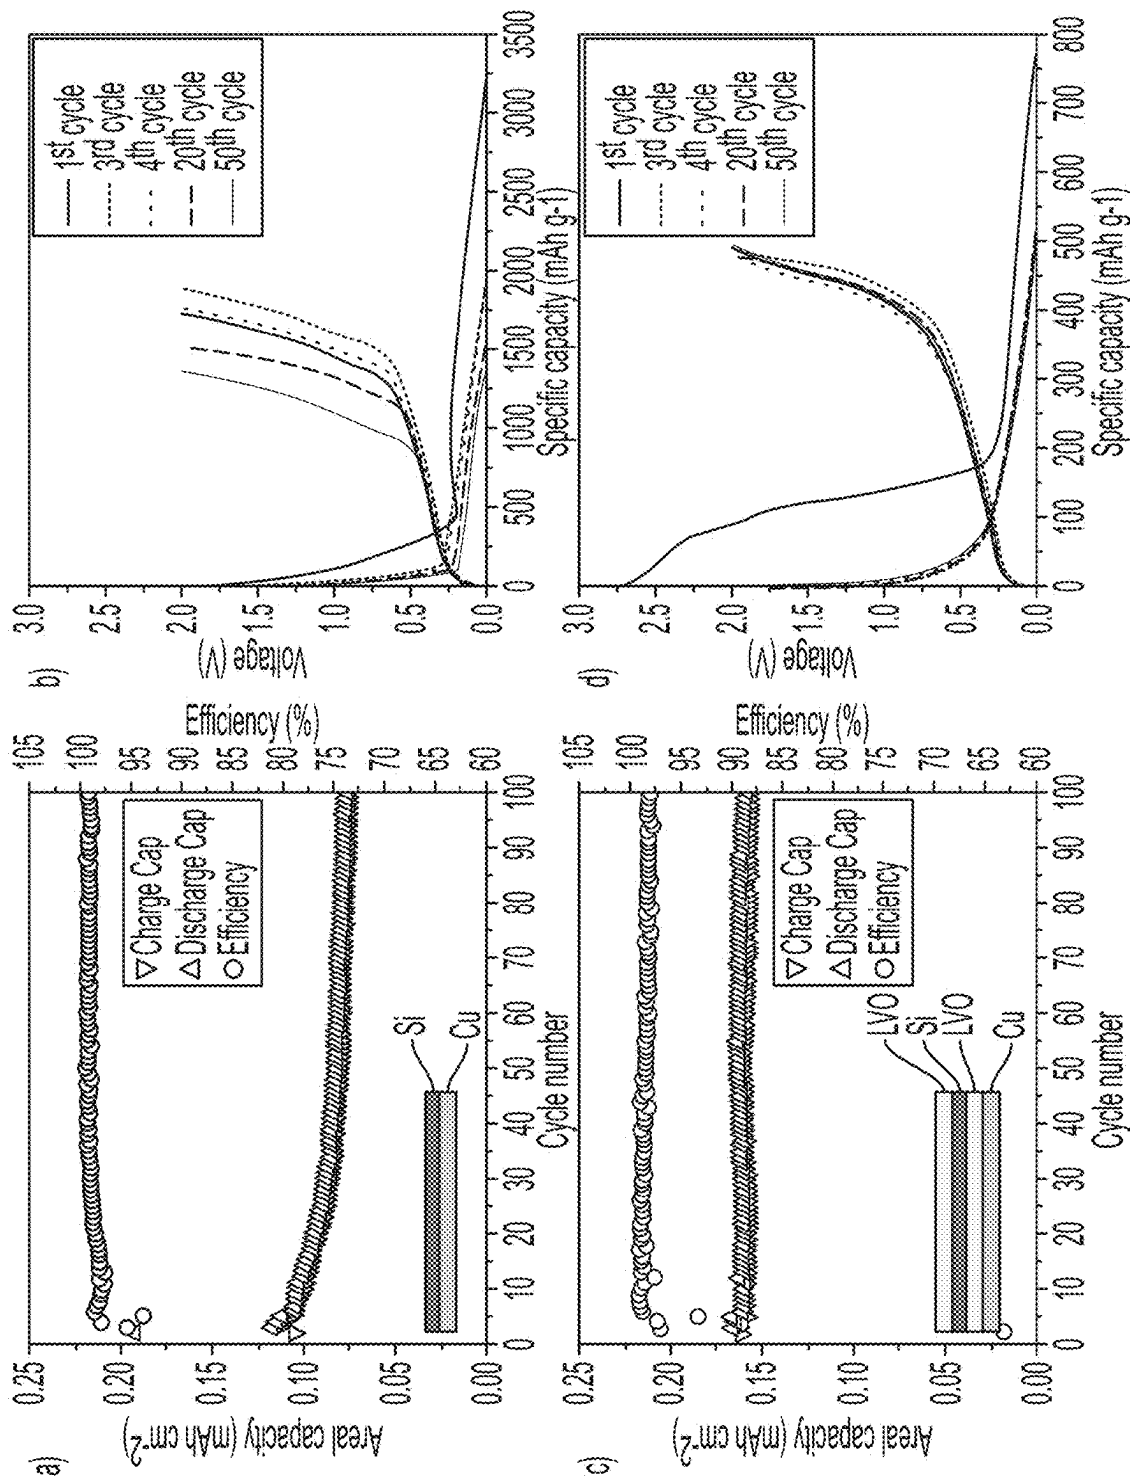 a)
Areal capacity (mAh cm-2)
0.25
0.20
0.15
0.10
0.05
0.00
0 10 20 30 40 50 60 70 80 90 100
Cycle number
105
100
95
90
85
80
75
70
65
60
Efficiency (%)
Charge Cap
Discharge Cap
Efficiency
Si
Cu
b)
Voltage (V)
3.0
2.5
2.0
1.5
1.0
0.5
0.0
0 500 1000 1500 2000 2500 3000 3500
Specific capacity (mAh g-1)
1st cycle
3rd cycle
4th cycle
20th cycle
50th cycle
c)
Areal capacity (mAh cm-2)
0.25
0.20
0.15
0.10
0.05
0.00
0 10 20 30 40 50 60 70 80 90 100
Cycle number
105
100
95
90
85
80
75
70
65
60
Efficiency (%)
Charge Cap
Discharge Cap
Efficiency
LVO
Si
LVO
Cu
d)
Voltage (V)
3.0
2.5
2.0
1.5
1.0
0.5
0.0
0 100 200 300 400 500 600 700 800
Specific capacity (mAh g-1)
1st cycle
3rd cycle
4th cycle
20th cycle
50th cycle